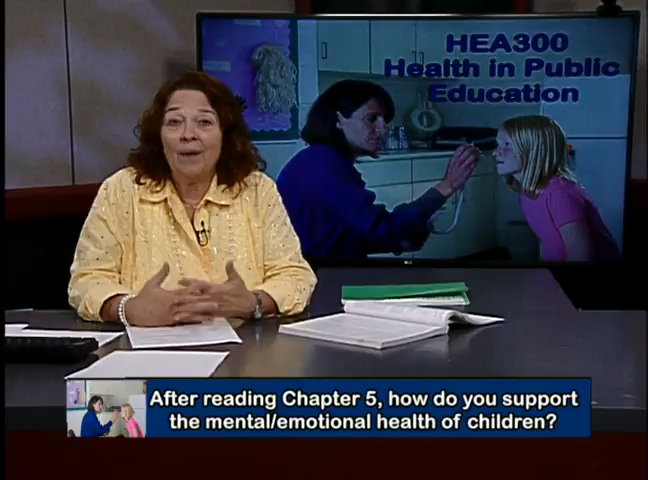 HEA300
Health in Public
Education
After reading Chapter 5, how do you support
the mental/emotional health of children?